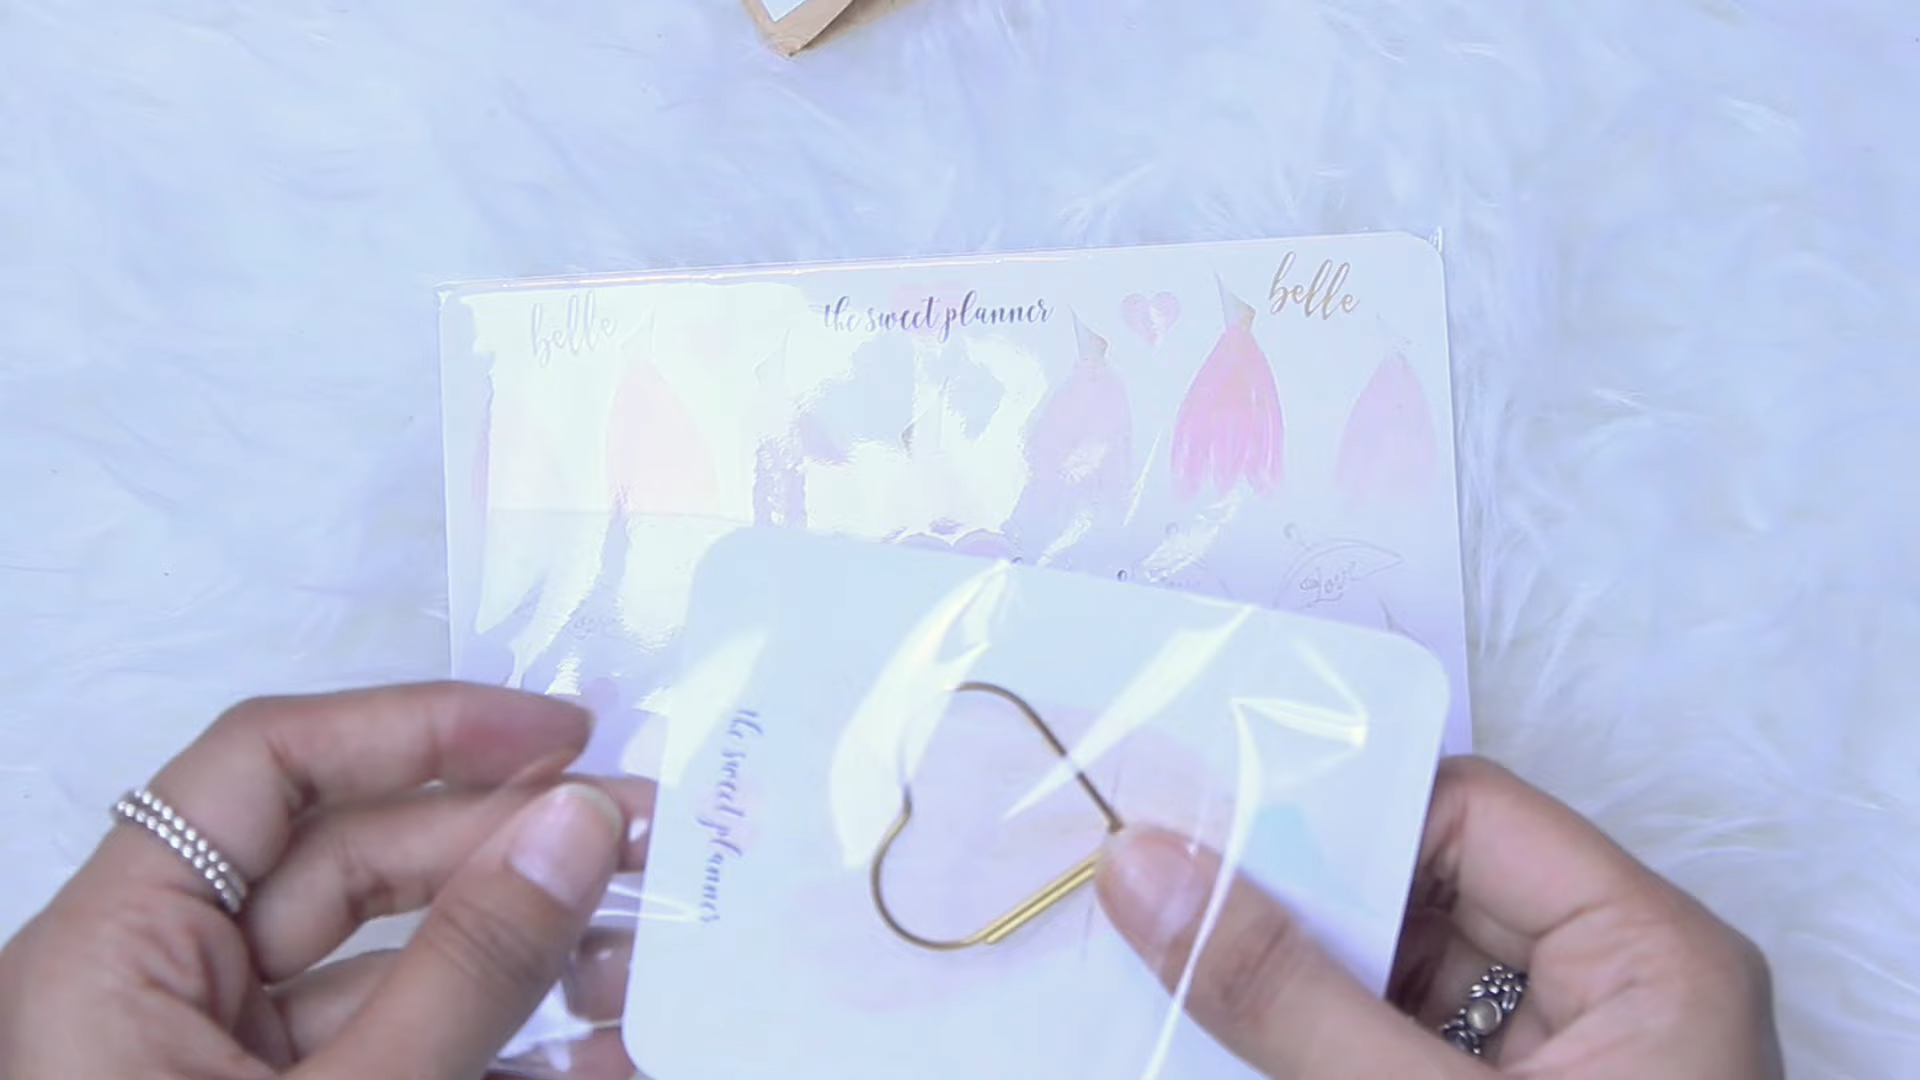 belle
the sweet planner
belle
Love
the sweet planner